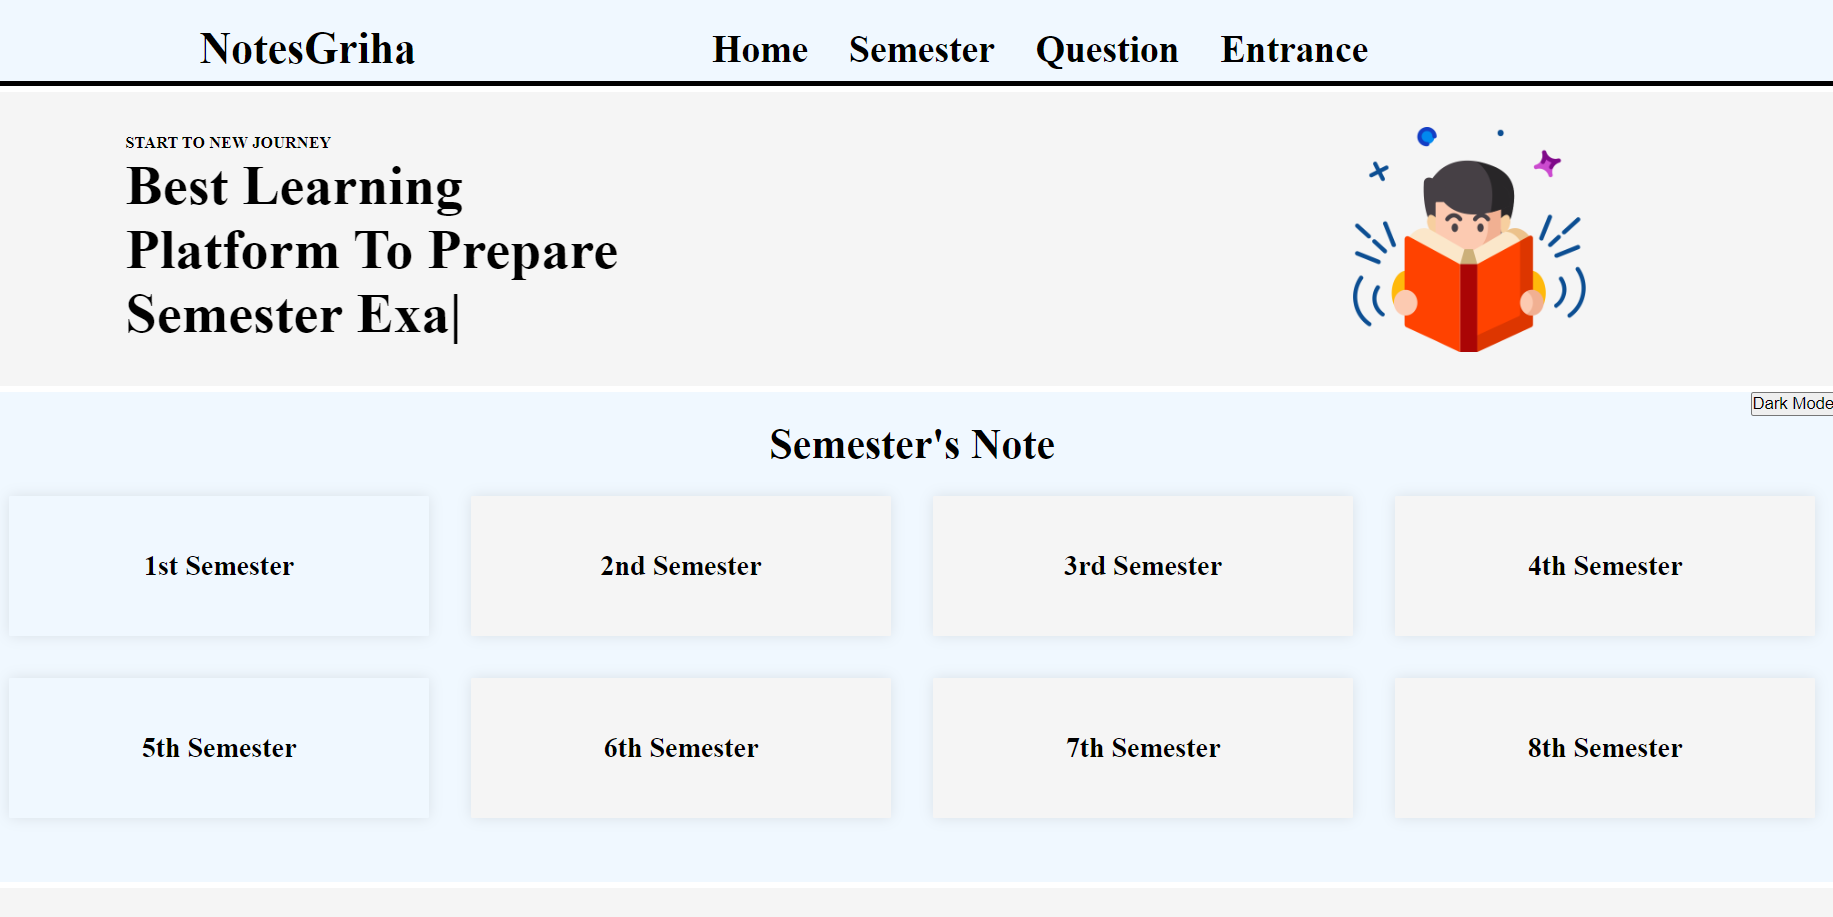 NotesGriha Home Semester Question Entrance
START TO NEW JOURNEY
Best Learning
Platform To Prepare
Semester Exa|
Dark Mode
Semester's Note
1st Semester 2nd Semester 3rd Semester 4th Semester
5th Semester 6th Semester 7th Semester 8th Semester